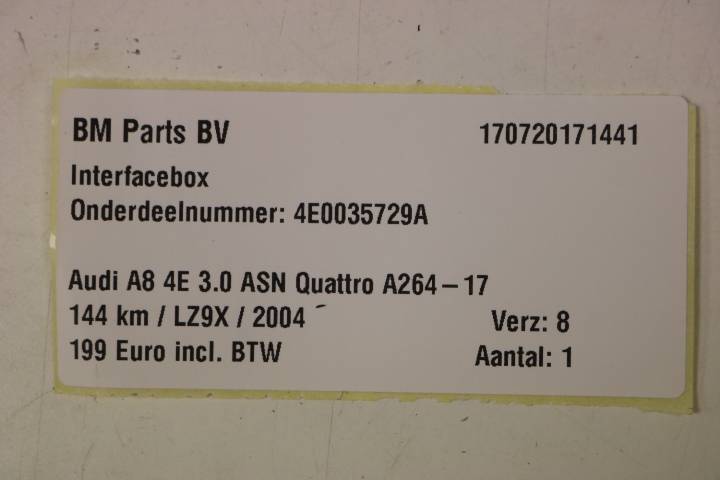 BM Parts BV 170720171441
Interfacebox
Onderdeelnummer: 4E0035729A
Audi A8 4E 3.0 ASN Quattro A264-17
144 km / LZ9X / 2004 Verz: 8
199 Euro incl. BTW Aantal: 1